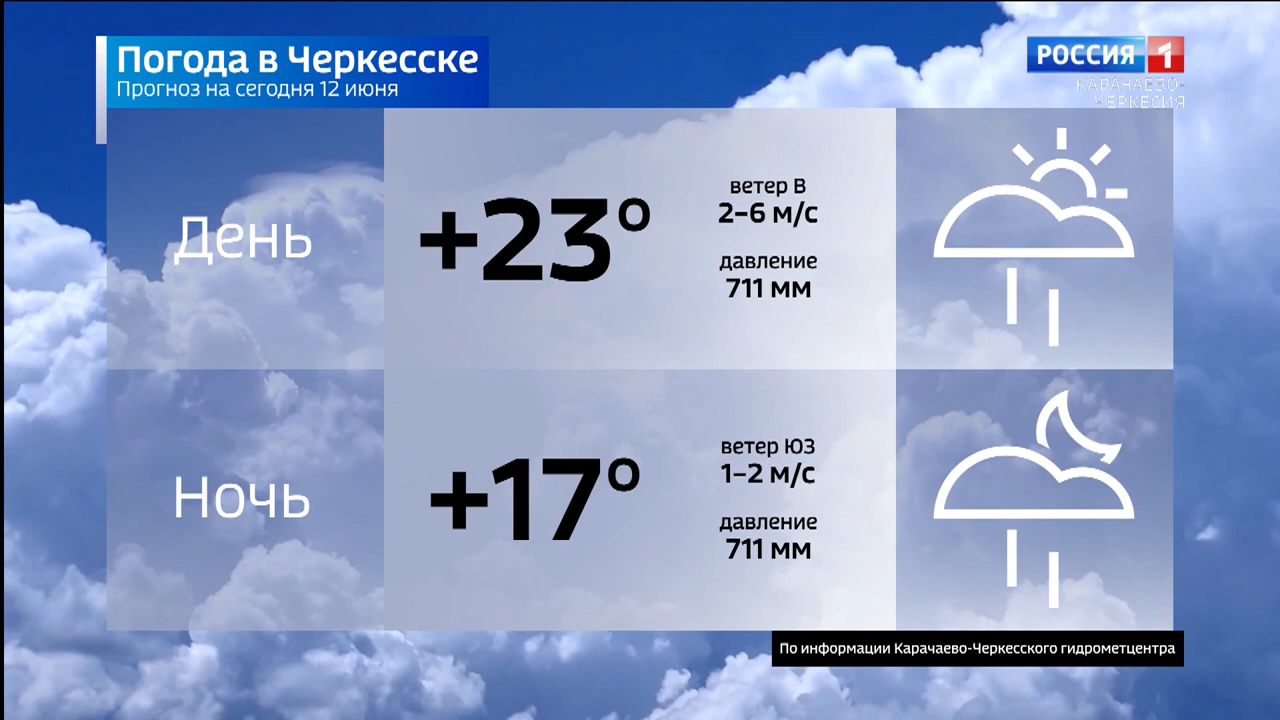 Погода в Черкесске
Прогноз на сегодня 12 июня
РОССИЯ 1
КАРАЧАЕВО-
ЧЕРКЕСИЯ
День
+23°
ветер В
2-6 м/с
давление
711 мм
Ночь
+17°
ветер ЮЗ
1-2 м/с
давление
711 мм
По информации Карачаево-Черкесского гидрометцентра